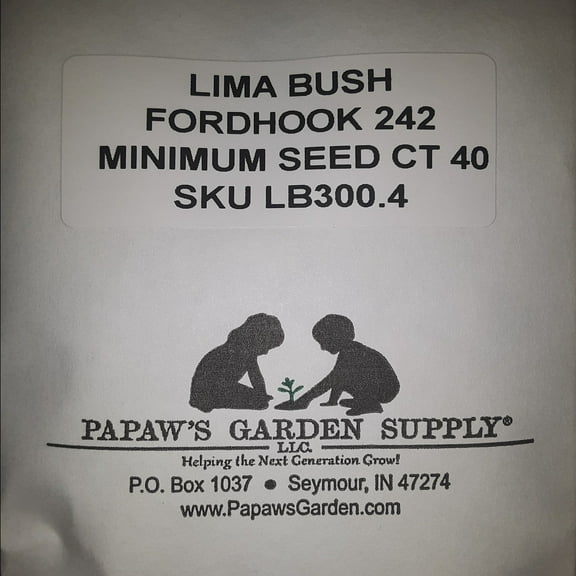 LIMA BUSH
FORDHOOK 242
MINIMUM SEED CT 40
SKU LB300.4
PAPAW'S GARDEN SUPPLY®
LLC.
Helping the Next Generation Grow!
P.O. Box 1037 • Seymour, IN 47274
www.PapawsGarden.com